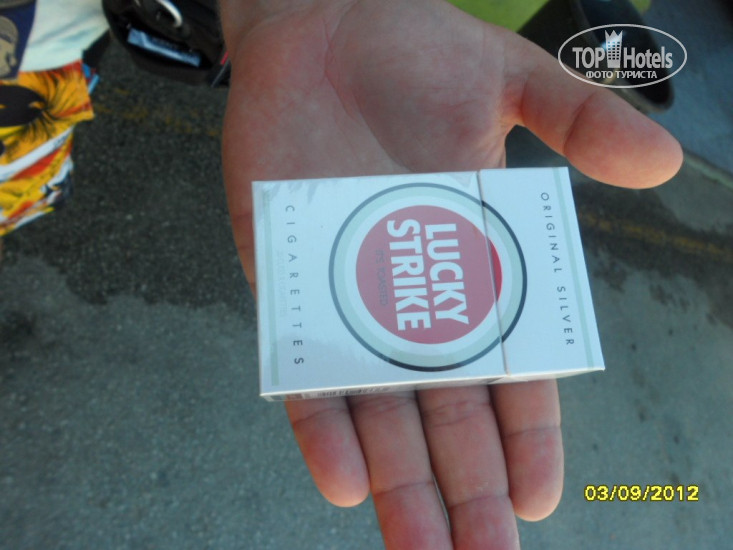 TOP Hotels
ФОТО ТУРИСТА
ORIGINAL SILVER
LUCKY
STRIKE
CIGARETTES
03/09/2012